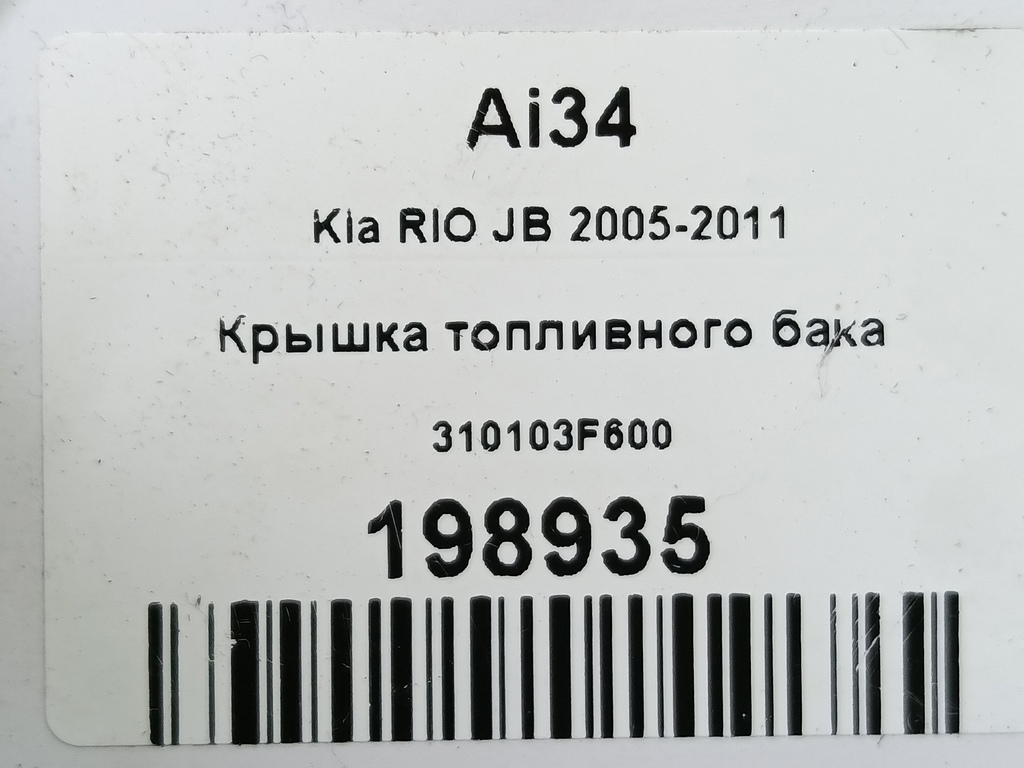 Ai34
Kia RIO JB 2005-2011
Крышка топливного бака
310103F600
198935